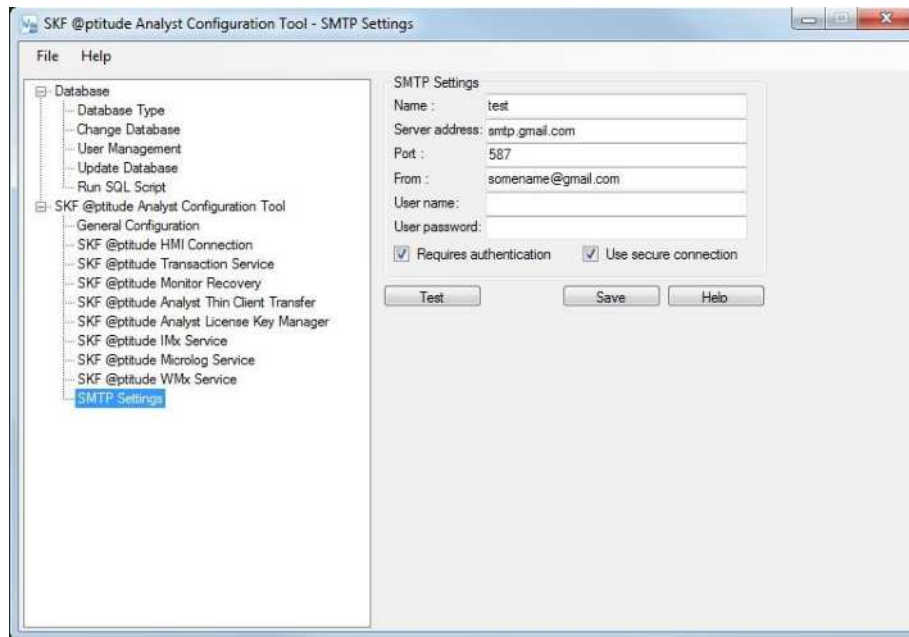 SKF @ptitude Analyst Configuration Tool - SMTP Settings
File Help
Database
Database Type
Change Database
User Management
Update Database
Run SQL Script
SKF @ptitude Analyst Configuration Tool
General Configuration
SKF @ptitude HMI Connection
SKF @ptitude Transaction Service
SKF @ptitude Monitor Recovery
SKF @ptitude Analyst Thin Client Transfer
SKF @ptitude Analyst License Key Manager
SKF @ptitude IMx Service
SKF @ptitude Microlog Service
SKF @ptitude WMx Service
SMTP Settings
SMTP Settings
Name : test
Server address: smtp.gmail.com
Port : 587
From : somename@gmail.com
User name:
User password:
Requires authentication Use secure connection
Test Save Help